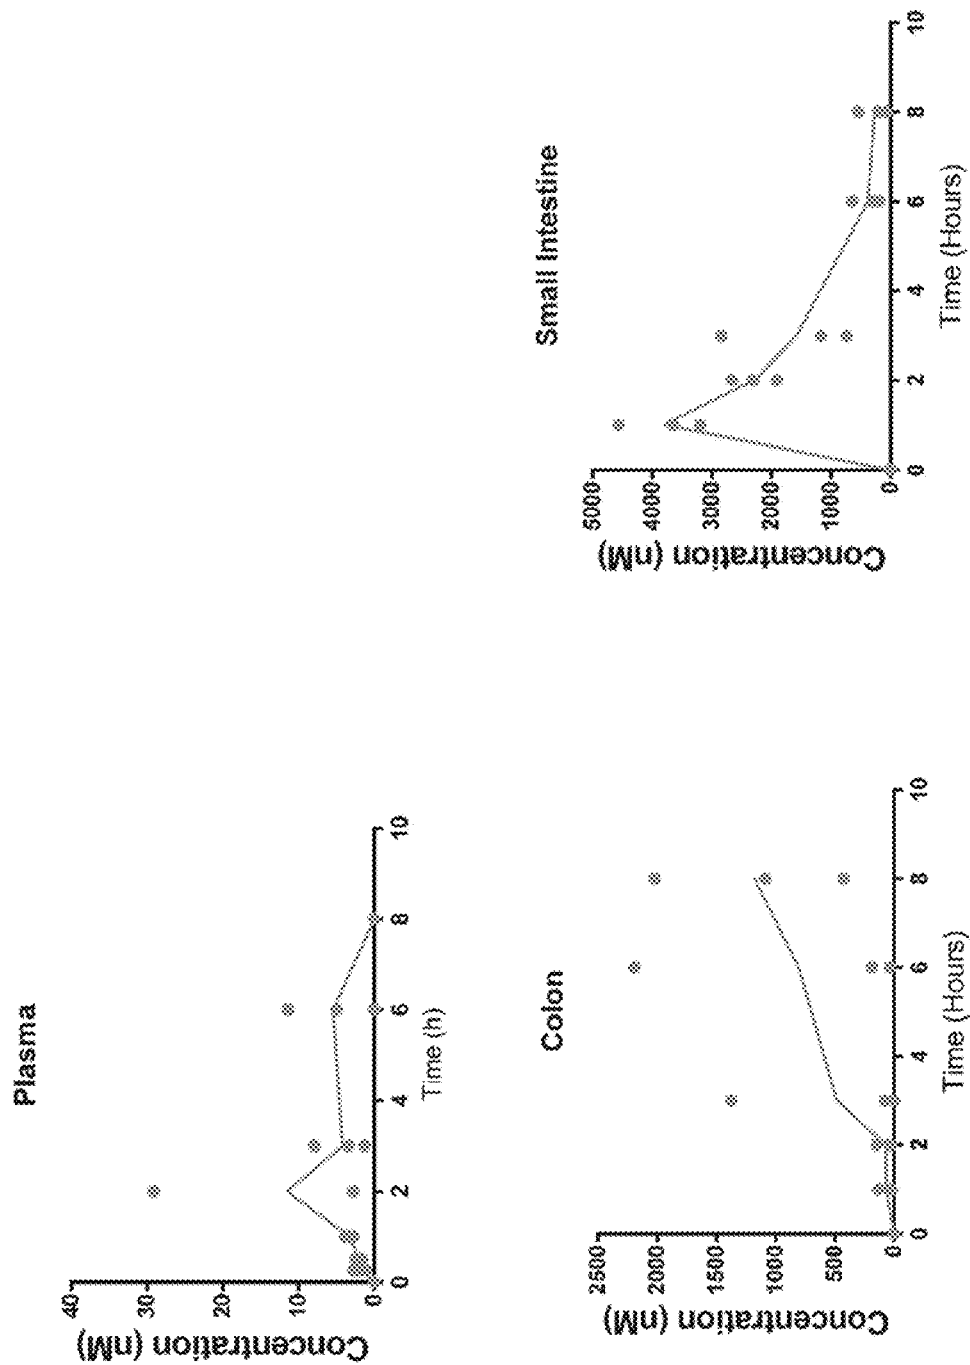 Plasma
Concentration (nM)
40
30
20
10
0
0 2 4 6 8 10
Time (h)
Colon
Concentration (nM)
2500
2000
1500
1000
500
0
0 2 4 6 8 10
Time (Hours)
Small Intestine
Concentration (nM)
5000
4000
3000
2000
1000
0
0 2 4 6 8 10
Time (Hours)